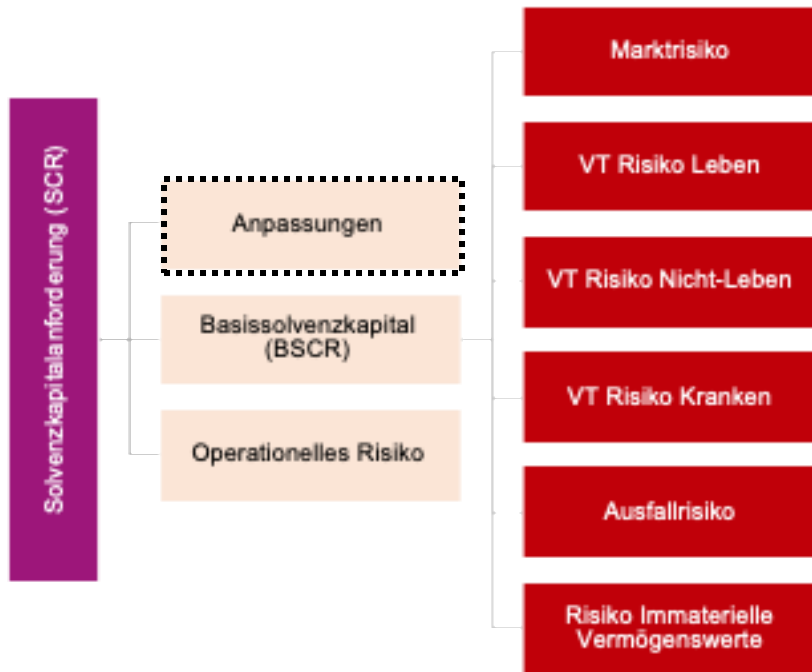 Solvenzkapitalanforderung (SCR)
Anpassungen
Basissolvenzkapital
(BSCR)
Operationelles Risiko
Marktrisiko
VT Risiko Leben
VT Risiko Nicht-Leben
VT Risiko Kranken
Ausfallrisiko
Risiko Immaterielle
Vermögenswerte